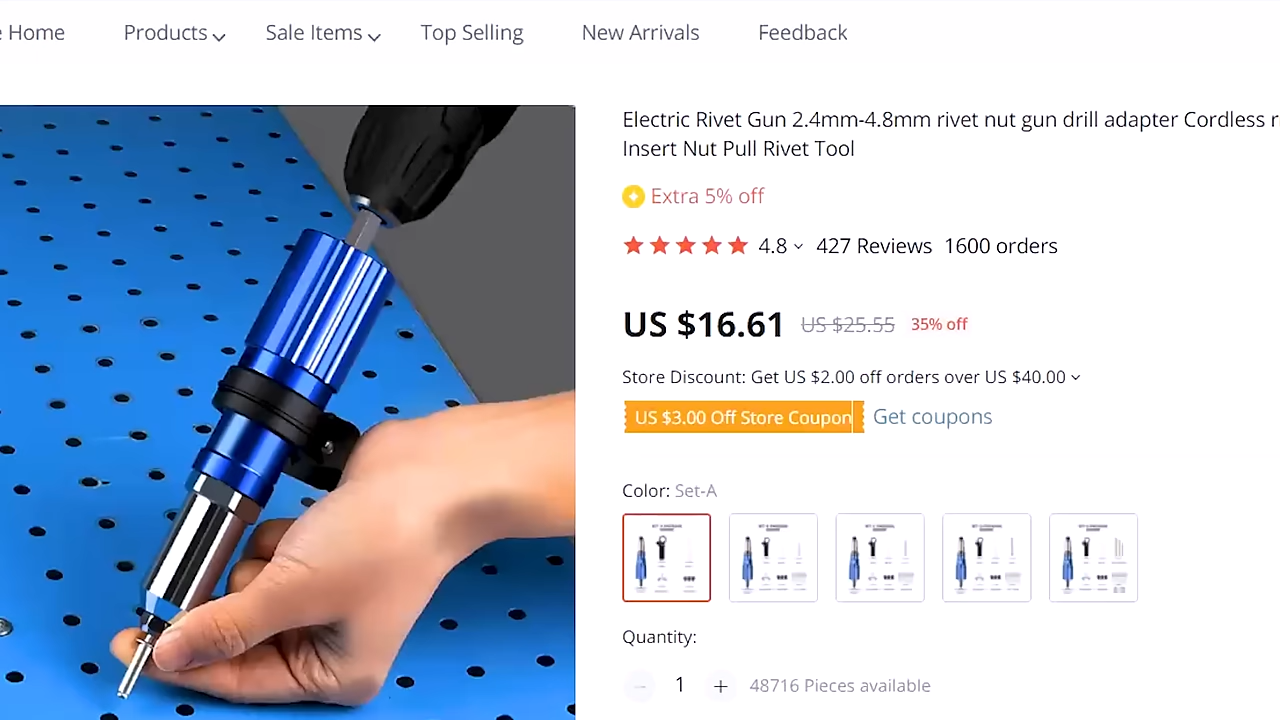 Home
Products
Sale Items
Top Selling
New Arrivals
Feedback
Electric Rivet Gun 2.4mm-4.8mm rivet nut gun drill adapter Cordless
Insert Nut Pull Rivet Tool
Extra 5% off
4.8 427 Reviews 1600 orders
US $16.61 US $25.55 35% off
Store Discount: Get US $2.00 off orders over US $40.00
US $3.00 Off Store Coupon Get coupons
Color: Set-A
Quantity:
1 + 48716 Pieces available